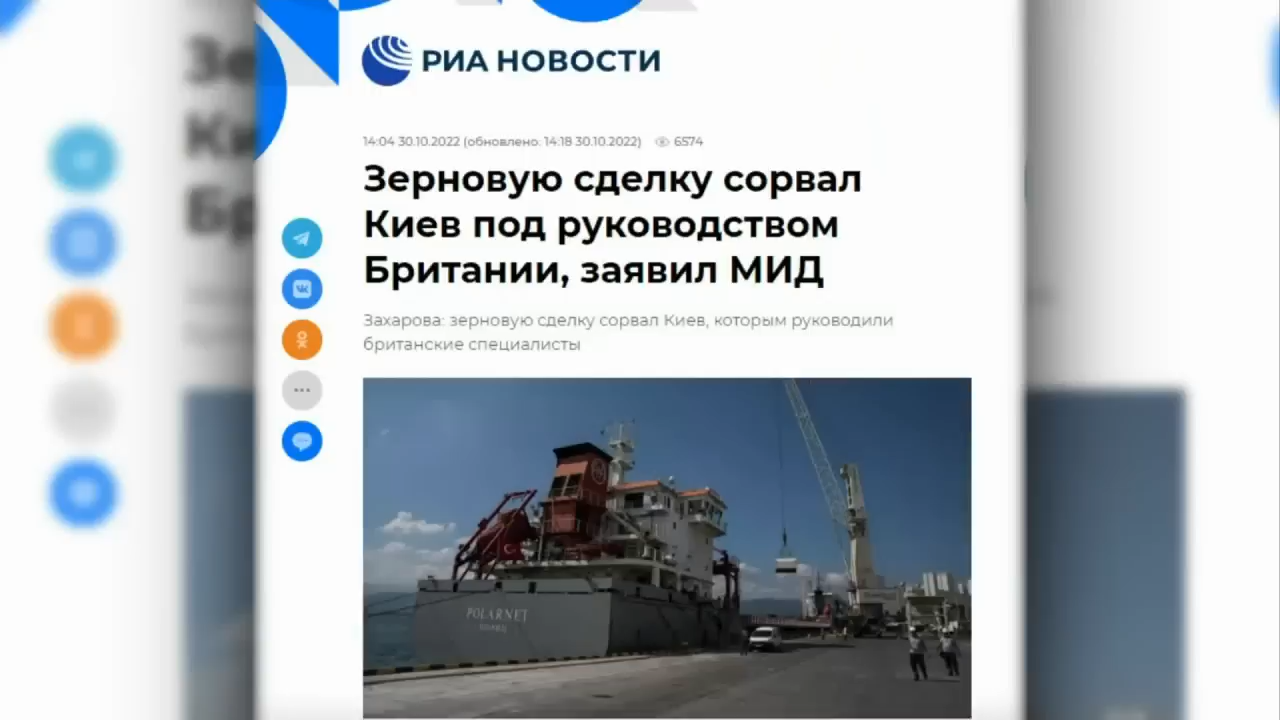 РИА НОВОСТИ
14:04 30.10.2022 (обновлено: 14:18 30.10.2022) 6574
Зерновую сделку сорвал
Киев под руководством
Британии, заявил МИД
Захарова: зерновую сделку сорвал Киев, которым руководили
британские специалисты
POLARNET